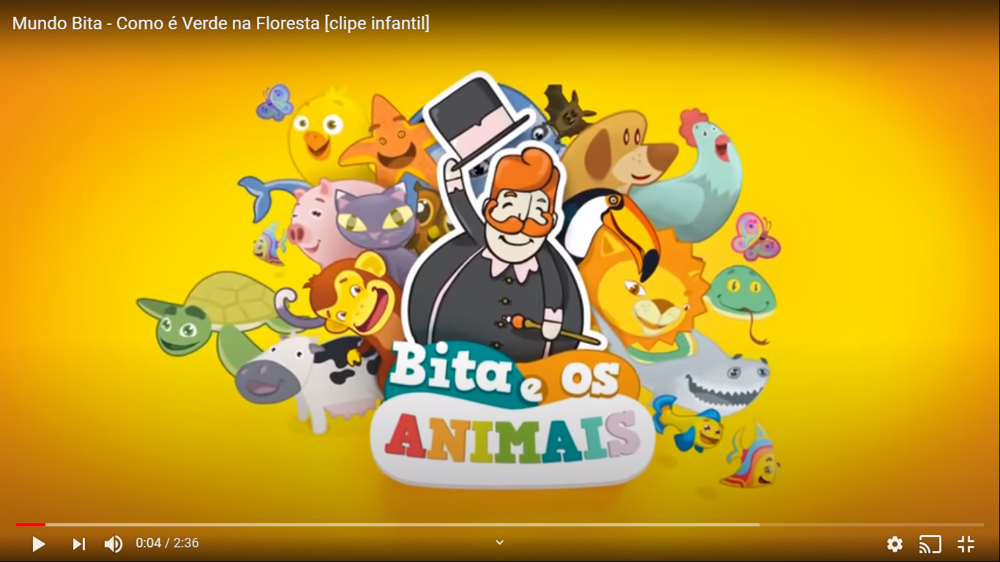 Mundo Bita - Como é Verde na Floresta [clipe infantil]
Bita e os
ANIMAIS
0:04 / 2:36